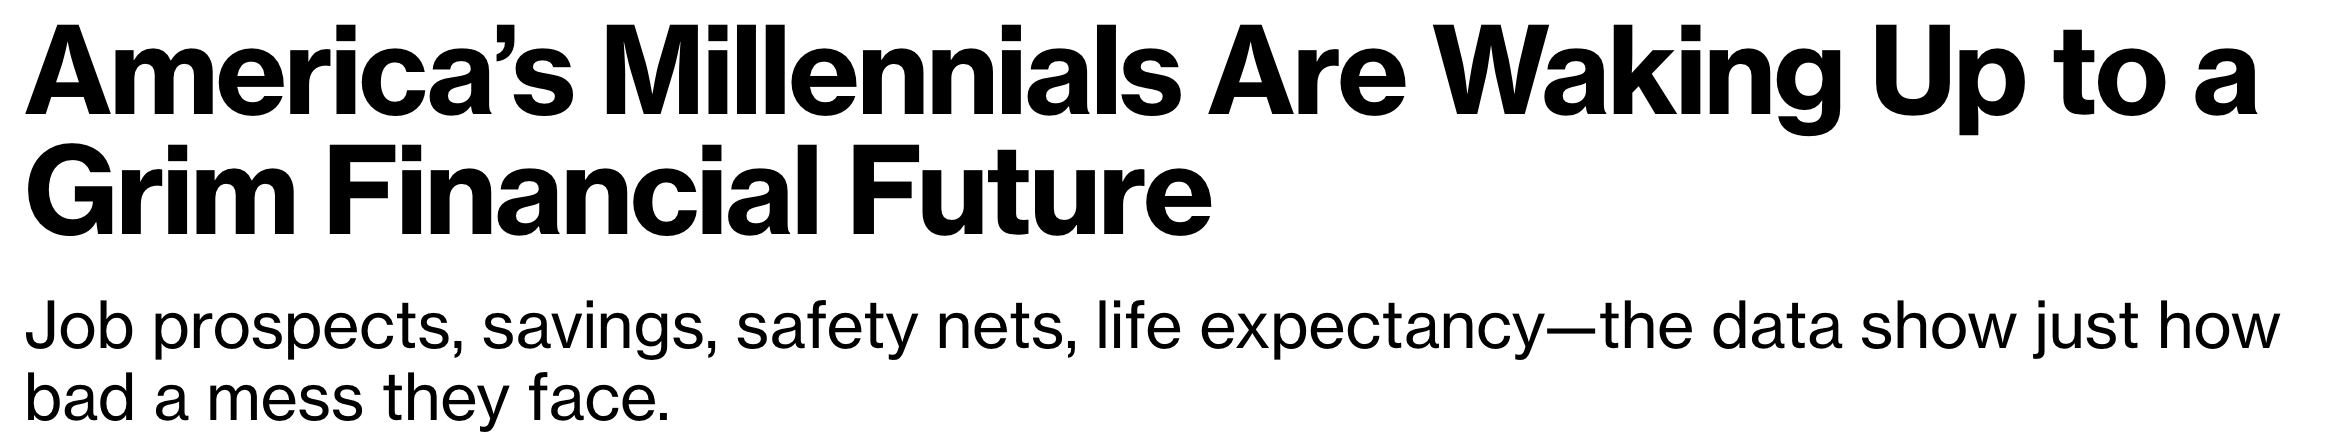 America’s Millennials Are Waking Up to a
Grim Financial Future
Job prospects, savings, safety nets, life expectancy—the data show just how
bad a mess they face.